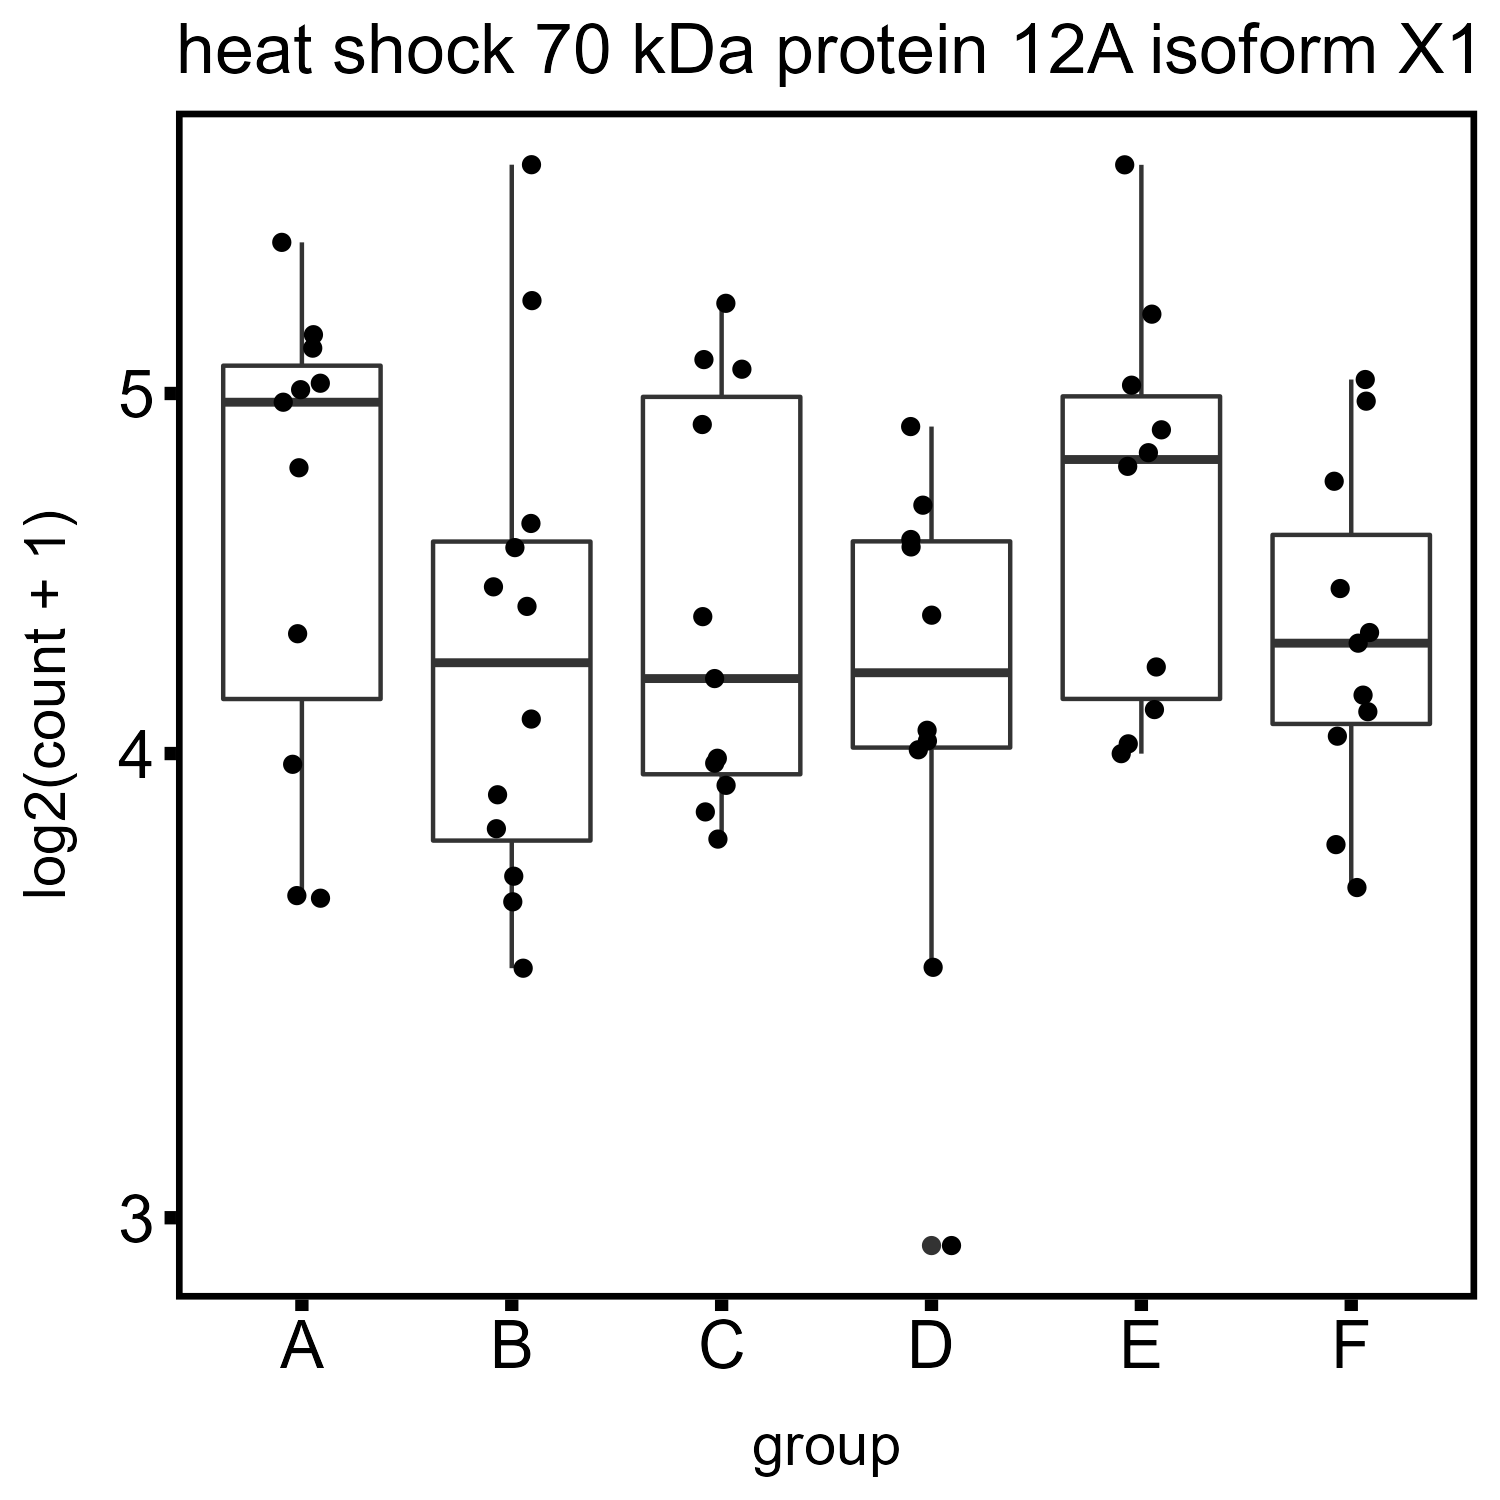 heat shock 70 kDa protein 12A isoform X1
log2(count + 1)
5
4
3
A B C D E F
group